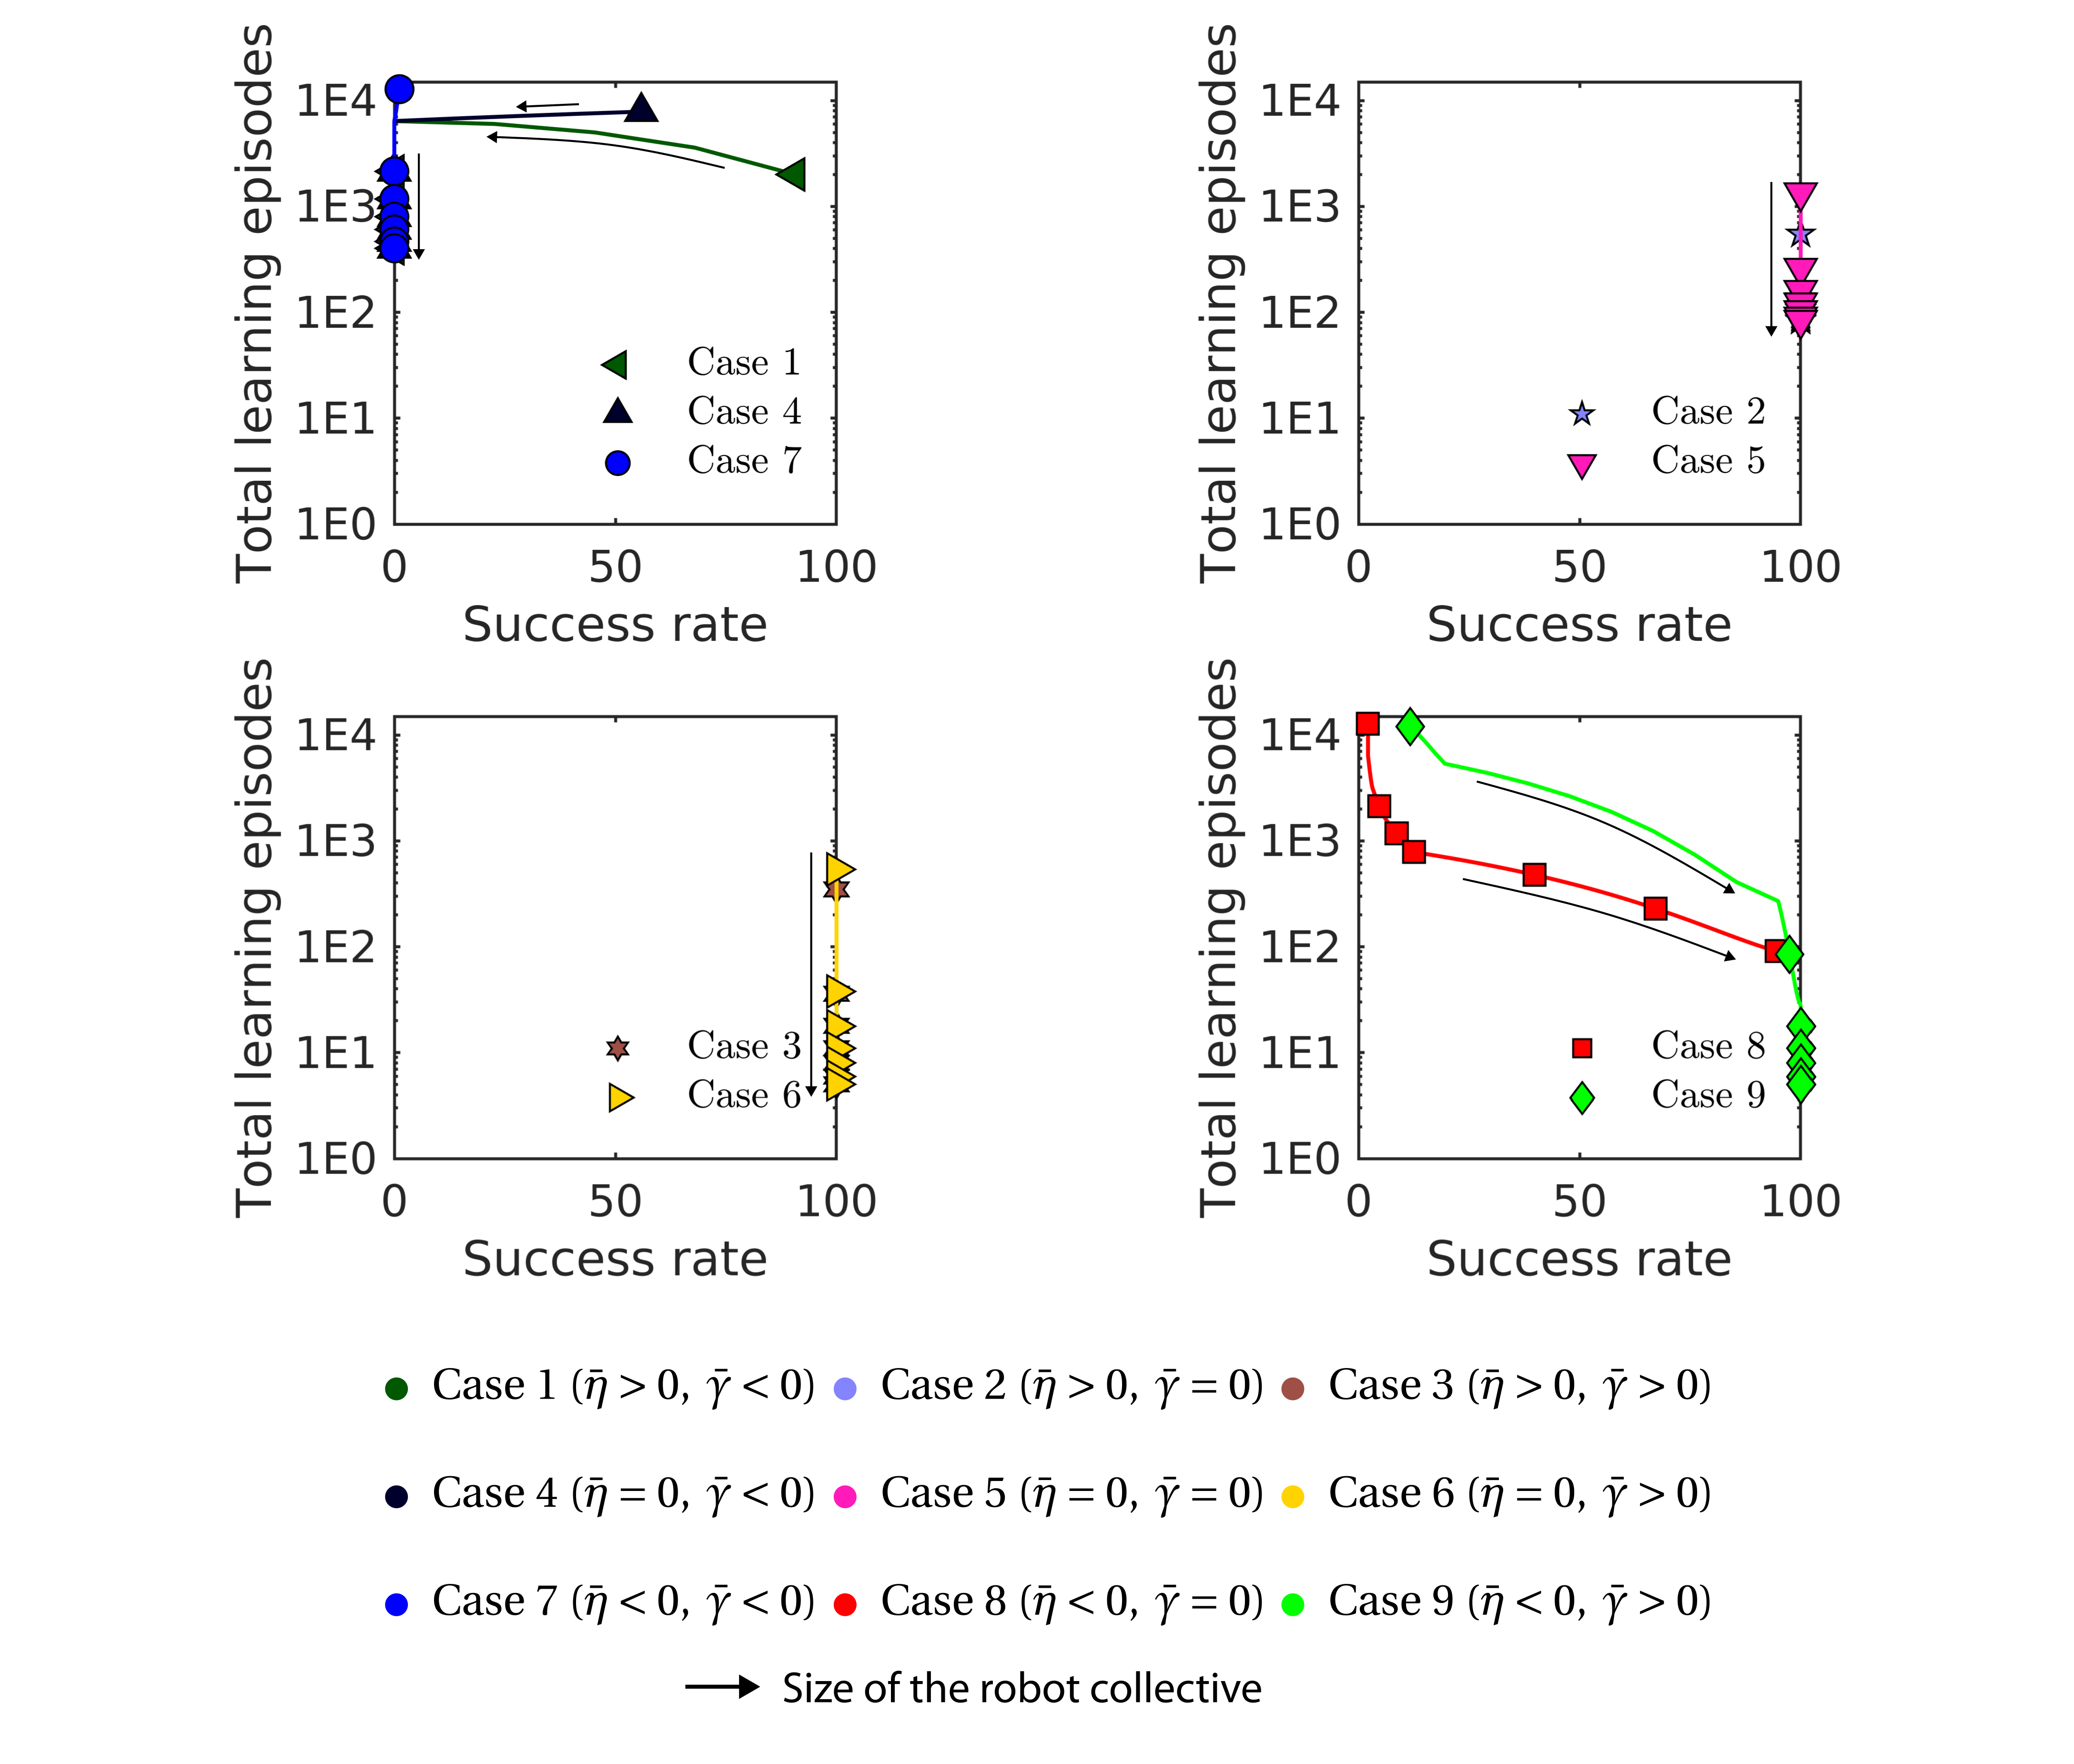 Total learning episodes
1E4
1E3
1E2
1E1
1E0
0 50 100
Success rate
Case 1
Case 4
Case 7
Total learning episodes
1E4
1E3
1E2
1E1
1E0
0 50 100
Success rate
Case 2
Case 5
Total learning episodes
1E4
1E3
1E2
1E1
1E0
0 50 100
Success rate
Case 3
Case 6
Total learning episodes
1E4
1E3
1E2
1E1
1E0
0 50 100
Success rate
Case 8
Case 9
Case 1 (η̄ > 0, γ̄ < 0) Case 2 (η̄ > 0, γ̄ = 0) Case 3 (η̄ > 0, γ̄ > 0)
Case 4 (η̄ = 0, γ̄ < 0) Case 5 (η̄ = 0, γ̄ = 0) Case 6 (η̄ = 0, γ̄ > 0)
Case 7 (η̄ < 0, γ̄ < 0) Case 8 (η̄ < 0, γ̄ = 0) Case 9 (η̄ < 0, γ̄ > 0)
Size of the robot collective